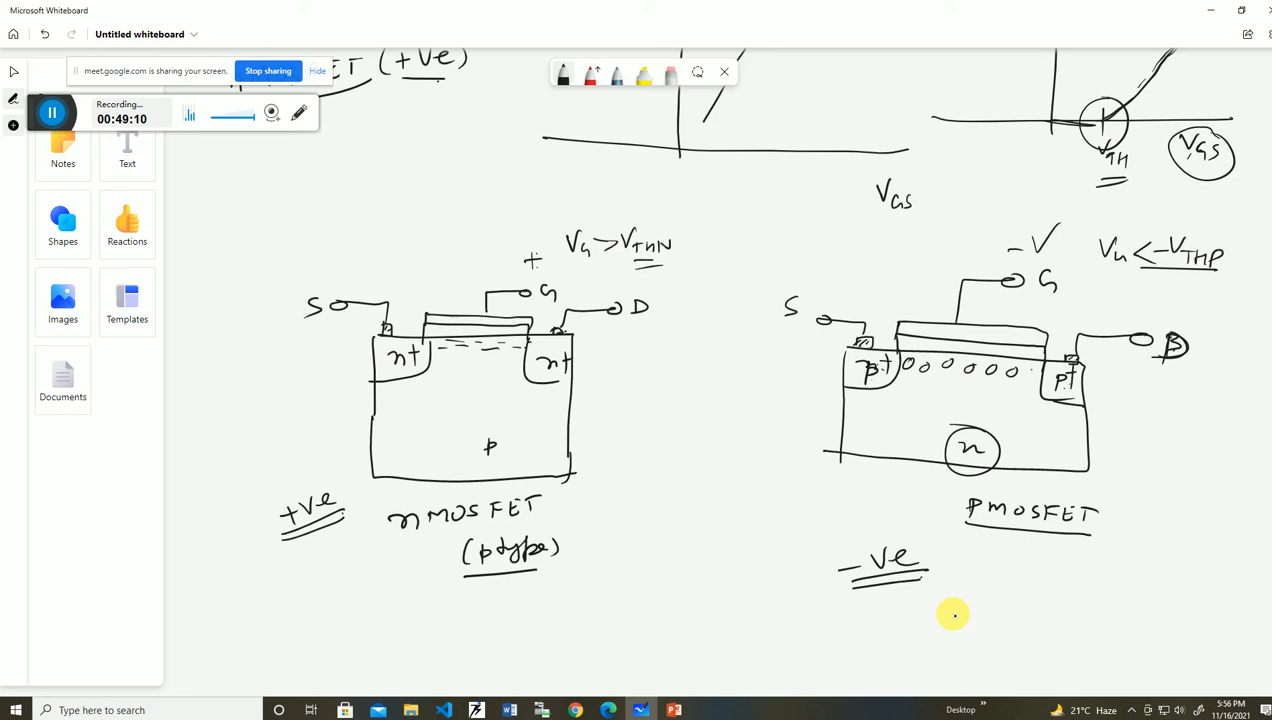 Microsoft Whiteboard
Untitled whiteboard
meet.google.com is sharing your screen.
Stop sharing
Hide
ET (+ve)
Recording...
00:49:10
Notes
Text
Shapes
Reactions
Images
Templates
Documents
VTH
VGS
VGS
+
VG > VTHN
- ✓
VG < -VTHP
S
G
D
S
G
D
n+
n+
p+
p+
p
n
+ve
nMOSFET
(ptype)
PMOSFET
-ve
Type here to search
Desktop
21°C Haze
5:56 PM
11/16/2021